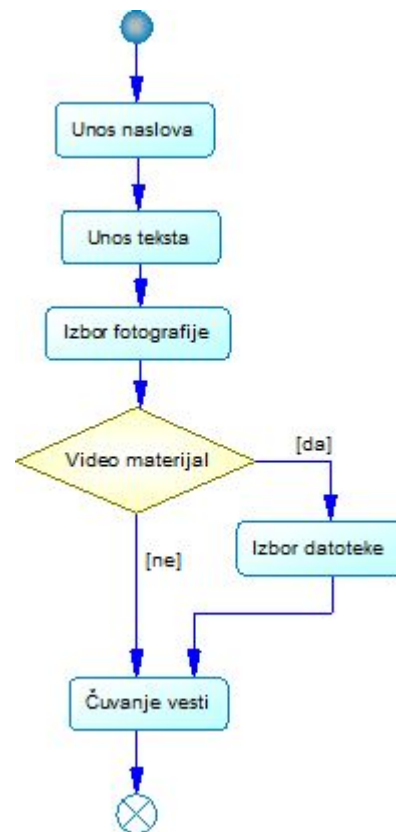 Unos naslova
Unos teksta
Izbor fotografije
Video materijal
[da]
Izbor datoteke
[ne]
Čuvanje vesti